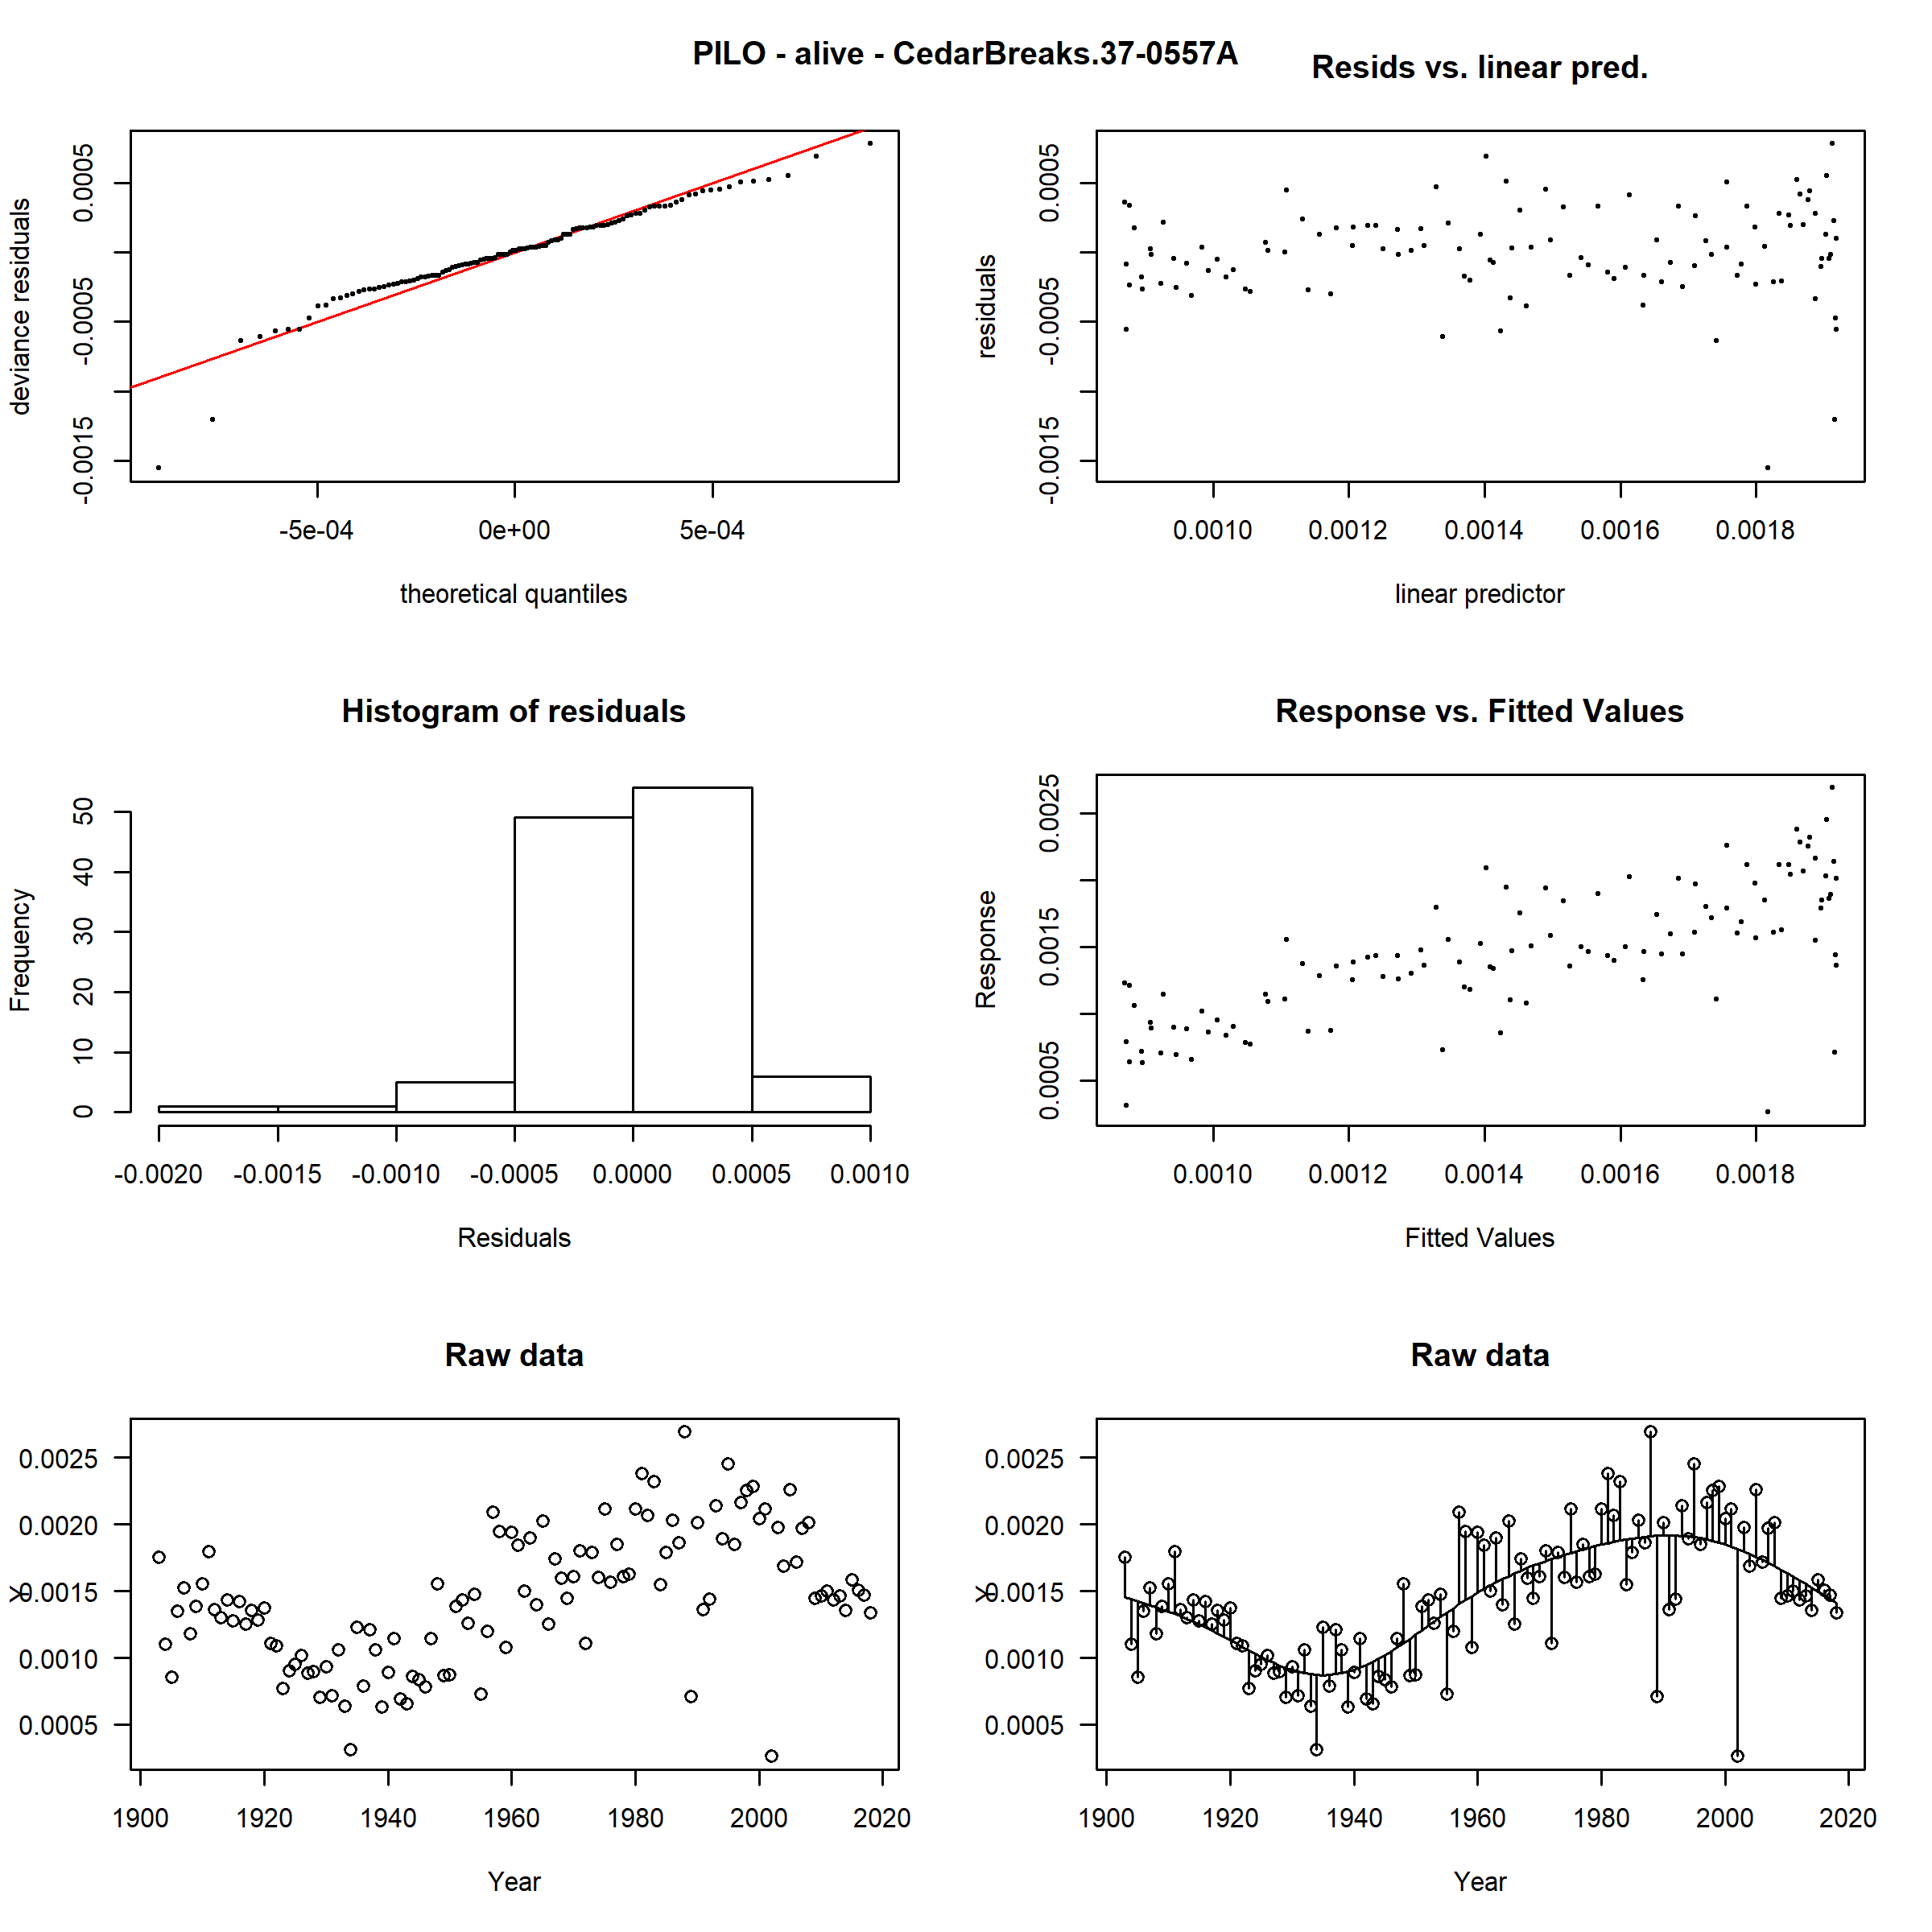 PILO - alive - CedarBreaks.37-0557A
Resids vs. linear pred.
deviance residuals
0.0005
-0.0005
-0.0015
-5e-04 0e+00 5e-04
theoretical quantiles
residuals
0.0005
-0.0005
-0.0015
0.0010 0.0012 0.0014 0.0016 0.0018
linear predictor
Histogram of residuals
Frequency
50
40
30
20
10
0
-0.0020 -0.0015 -0.0010 -0.0005 0.0000 0.0005 0.0010
Residuals
Response vs. Fitted Values
Response
0.0025
0.0015
0.0005
0.0010 0.0012 0.0014 0.0016 0.0018
Fitted Values
Raw data
X
0.0025
0.0020
0.0015
0.0010
0.0005
1900 1920 1940 1960 1980 2000 2020
Year
Raw data
X
0.0025
0.0020
0.0015
0.0010
0.0005
1900 1920 1940 1960 1980 2000 2020
Year